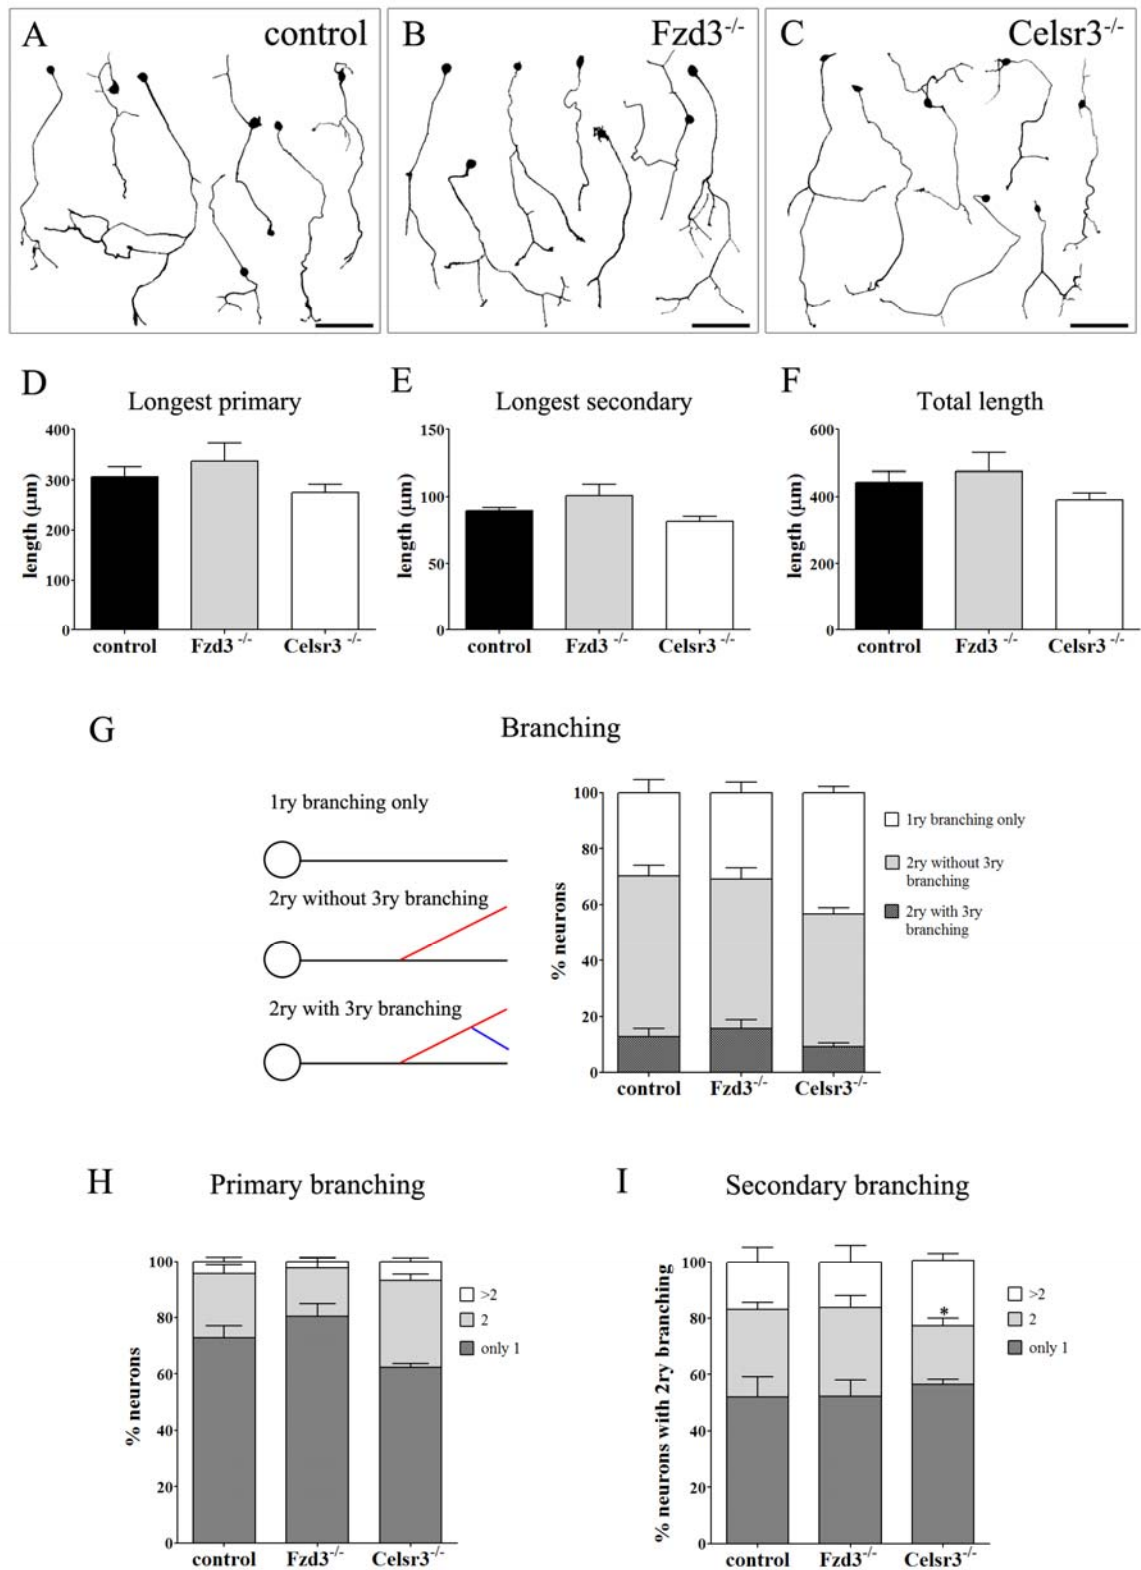 A control
B Fzd3-/-
C Celsr3-/-
D
Longest primary
length (µm)
400
300
200
100
0
control Fzd3 -/- Celsr3 -/-
E
Longest secondary
length (µm)
150
100
50
0
control Fzd3 -/- Celsr3 -/-
F
Total length
length (µm)
600
400
200
0
control Fzd3 -/- Celsr3 -/-
G
Branching
1ry branching only
2ry without 3ry branching
2ry with 3ry branching
% neurons
100
80
60
40
20
0
control Fzd3-/- Celsr3-/-
1ry branching only
2ry without 3ry
branching
2ry with 3ry
branching
H
Primary branching
% neurons
100
80
60
40
20
0
control Fzd3-/- Celsr3-/-
>2
2
only 1
I
Secondary branching
% neurons with 2ry branching
100
80
60
40
20
0
*
control Fzd3-/- Celsr3-/-
>2
2
only 1